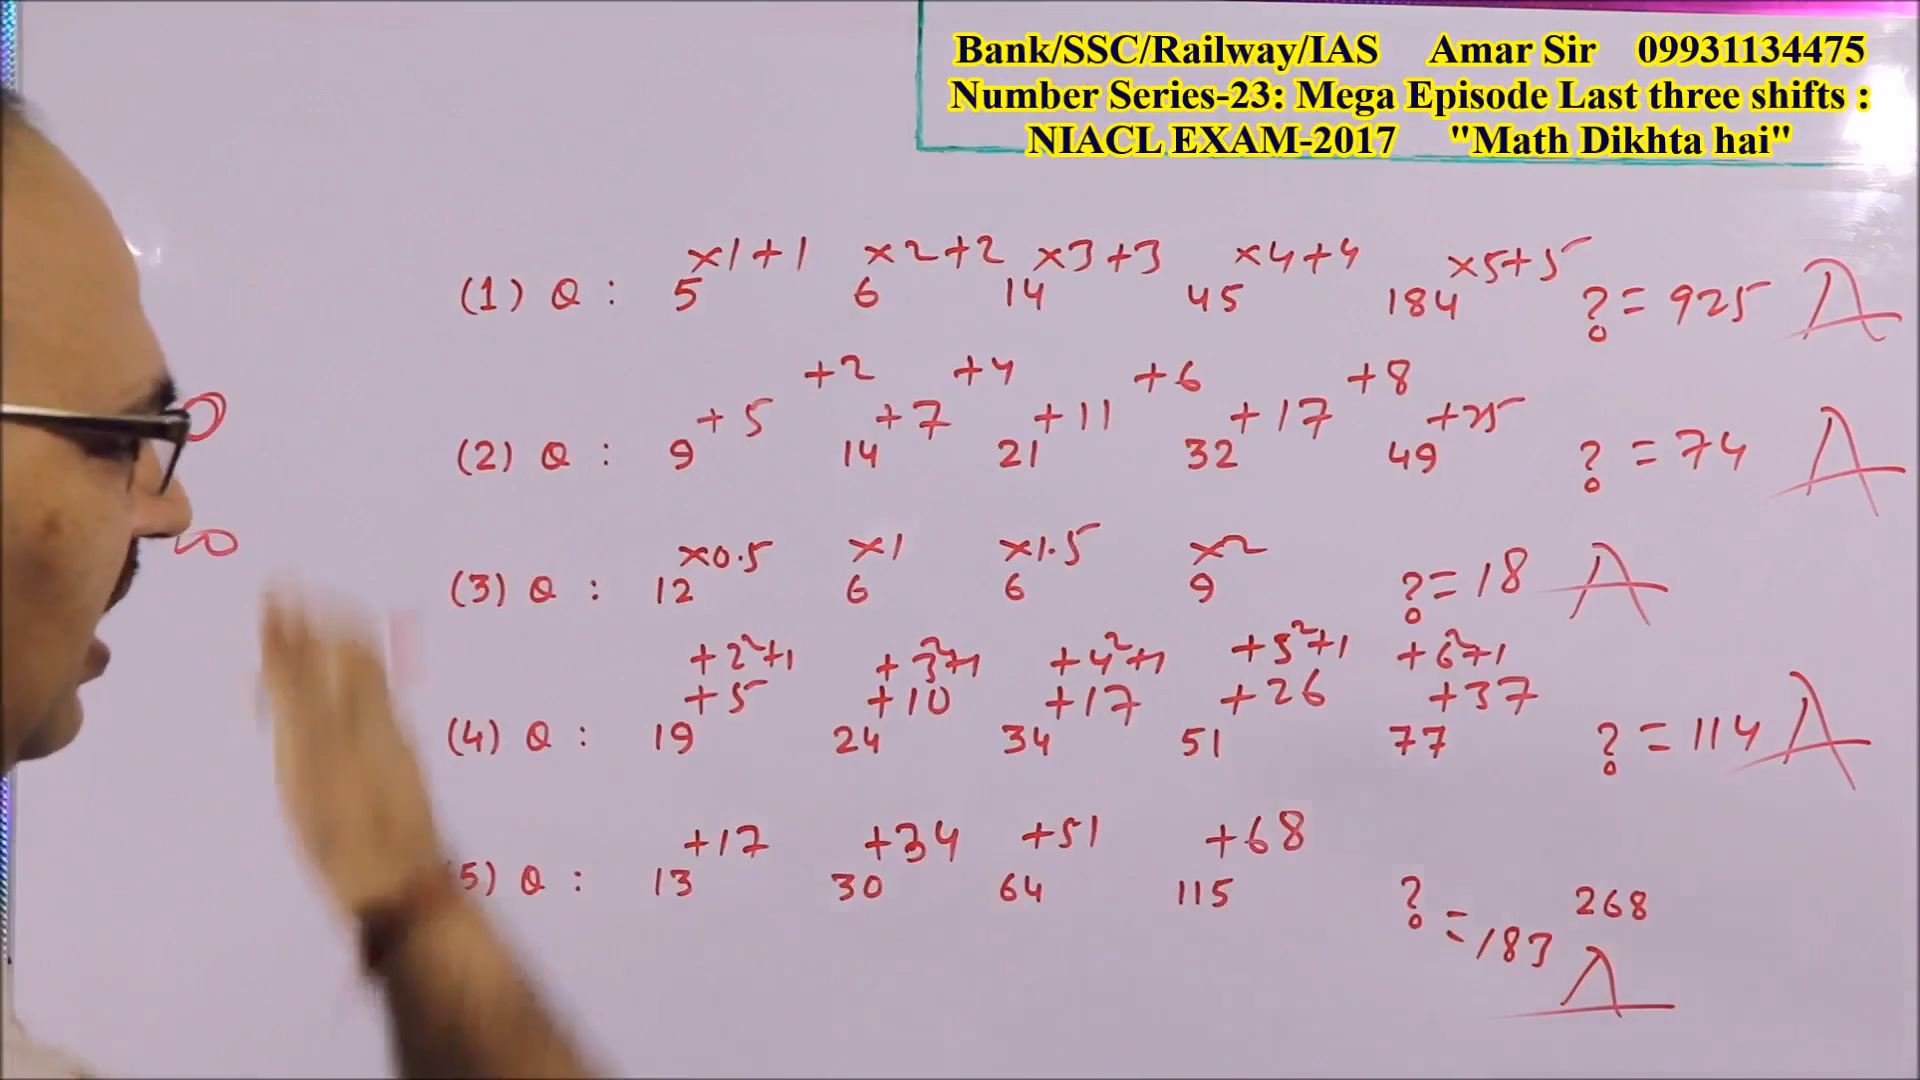 Bank/SSC/Railway/IAS Amar Sir 09931134475
Number Series-23: Mega Episode Last three shifts :
NIACL EXAM-2017 "Math Dikhta hai"
×1+1 ×2+2 ×3+3 ×4+4 ×5+5
(1) Q : 5 6 14 45 184 ? = 925 A
+2 +4 +6 +8
+5 +7 +11 +17 +25
(2) Q : 9 14 21 32 49 ? = 74 A
×0.5 ×1 ×1.5 ×2
(3) Q : 12 6 6 9 ? = 18 A
+2²+1 +3²+1 +4²+1 +5²+1 +6²+1
+5 +10 +17 +26 +37
(4) Q : 19 24 34 51 77 ? = 114 A
+17 +34 +51 +68
5) Q : 13 30 64 115 ? 268
= 183 A